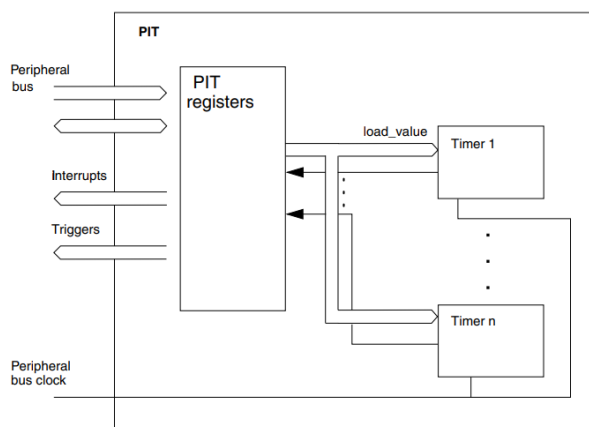 PIT
Peripheral
bus
PIT
registers
load_value
Timer 1
Interrupts
Triggers
Timer n
Peripheral
bus clock